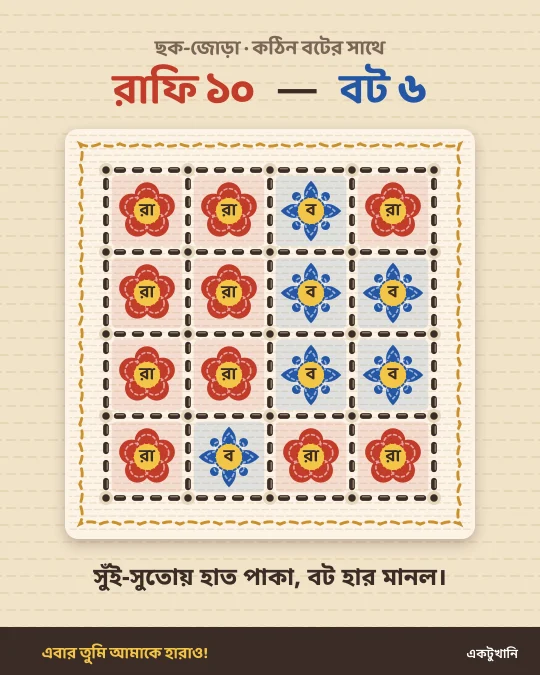 ছক-জোড়া · কঠিন বটের সাথে
রাফি ১০ — বট ৬
রা রা ব রা
রা রা ব ব
রা রা ব ব
রা ব রা রা
সুঁই-সুতোয় হাত পাকা, বট হার মানল।
এবার তুমি আমাকে হারাও!
একটুখানি